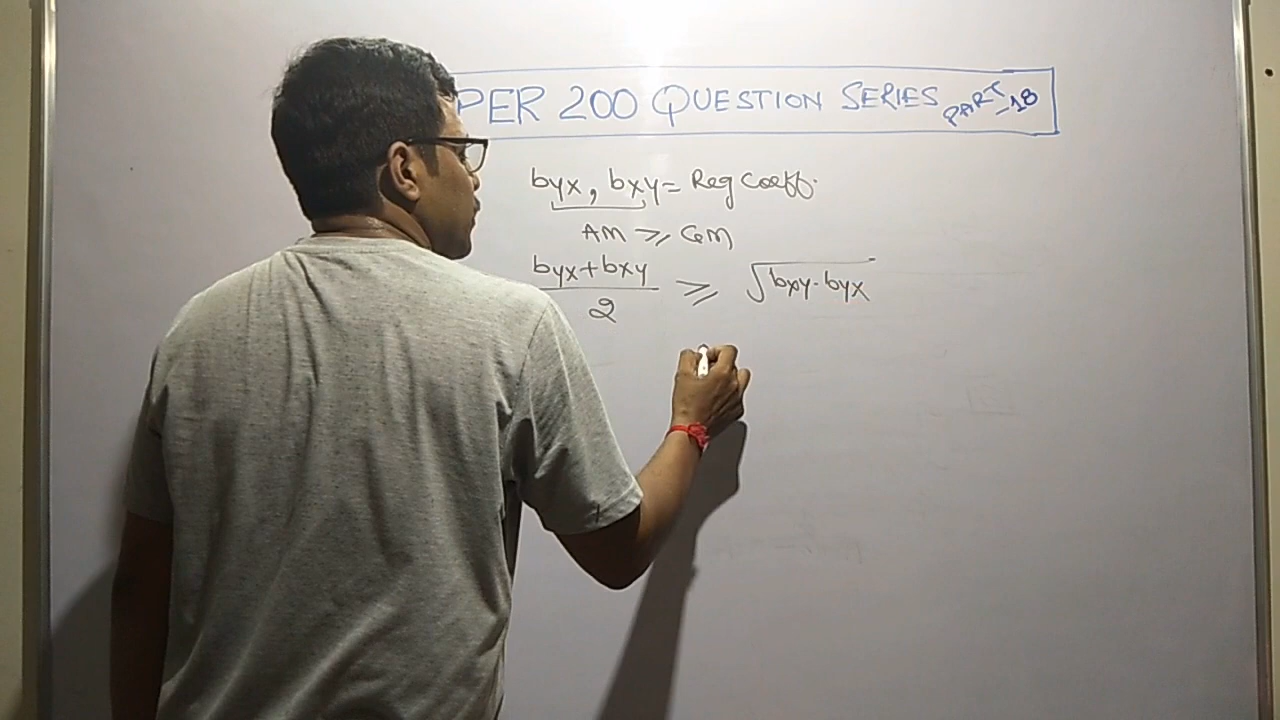 PER 200 QUESTION SERIES PART-18
byx, bxy = Reg Coeff.
AM ⩾ GM
byx+bxy / 2 ⩾ √bxy·byx